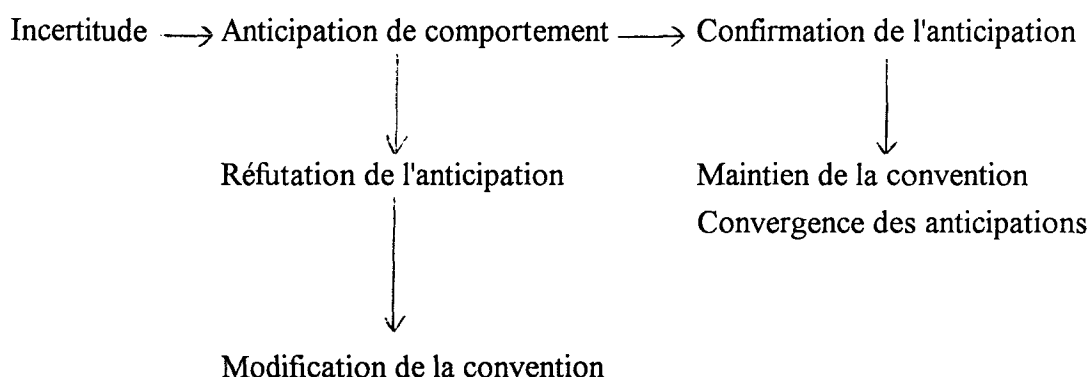 Incertitude → Anticipation de comportement → Confirmation de l'anticipation
Réfutation de l'anticipation
Maintien de la convention
Convergence des anticipations
Modification de la convention